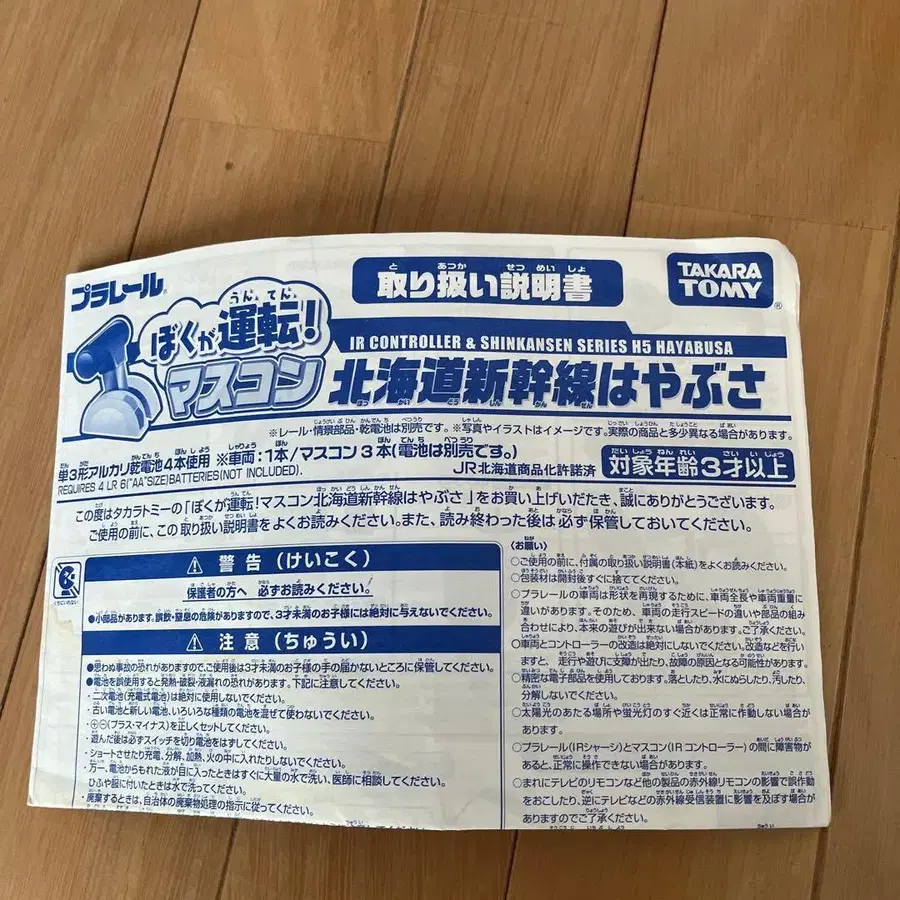 プラレール
取り扱い説明書
TAKARA TOMY
ぼくが運転!
マスコン
IR CONTROLLER & SHINKANSEN SERIES H5 HAYABUSA
北海道新幹線はやぶさ
※レール・情景部品・乾電池は別売です。※写真やイラストはイメージです。実際の商品と多少異なる場合があります。
単3形アルカリ乾電池4本使用 ※車両:1本/マスコン3本(電池は別売です。)
REQUIRES 4 LR 6("AA"SIZE)BATTERIES(NOT INCLUDED).
JR北海道商品化許諾済
対象年齢3才以上
この度はタカラトミーの「ぼくが運転!マスコン北海道新幹線はやぶさ」をお買い上げいただき、誠にありがとうございます。
ご使用の前に、この取り扱い説明書をよくお読みください。また、読み終わった後は必ず保管しておいてください。
警告(けいこく)
保護者の方へ 必ずお読みください。
●小部品があります。誤飲・窒息の危険がありますので、3才未満のお子様には絶対に与えないでください。
注意(ちゅうい)
●思わぬ事故の恐れがありますので、ご使用後は3才未満のお子様の手の届かないところに保管してください。
●電池を誤使用すると発熱・破裂・液漏れの恐れがあります。下記に注意してください。
・二次電池(充電式電池)は絶対に使用しないでください。
・古い電池と新しい電池、いろいろな種類の電池を混ぜて使わないでください。
・⊕⊖(プラス・マイナス)を正しくセットしてください。
・遊んだ後は必ずスイッチを切り電池をはずしてください。
・ショートさせたり充電、分解、加熱、火の中に入れたりしないでください。
・万一、電池からもれた液が目に入ったときはすぐに大量の水で洗い、医師に相談してください。
ひふや服に付いたときは水で洗ってください。
・廃棄するときは、自治体の廃棄物処理の指示に従ってください。
〈お願い〉
○ご使用の前に、付属の取り扱い説明書(本紙)をよくお読みください。
○包装材は開封後すぐに捨ててください。
○プラレールの車両は形状を再現するために、車両全長や車両重量に
違いがあります。そのため、車両の走行スピードの違いや部品の組み
合わせにより、本来の遊びが出来ない場合があります。ご了承ください。
○車両とコントローラーの改造は絶対にしないでください。改造などを行い
ますと、走行や遊びに支障が出たり、故障の原因となる可能性があります。
○精密な電子部品を使用しております。落としたり、水にぬらしたり、汚したり、
分解しないでください。
○太陽光のあたる場所や蛍光灯のすぐ近くは正常に作動しない場合が
あります。
○プラレール(IRシャーシ)とマスコン(IRコントローラー)の間に障害物が
あると、正常に操作できない場合があります。
○まれにテレビのリモコンなど他の製品の赤外線リモコンの影響で誤作動
をおこしたり、逆にテレビなどの赤外線受信装置に影響を及ぼす場合が
ありますのでご了承ください。